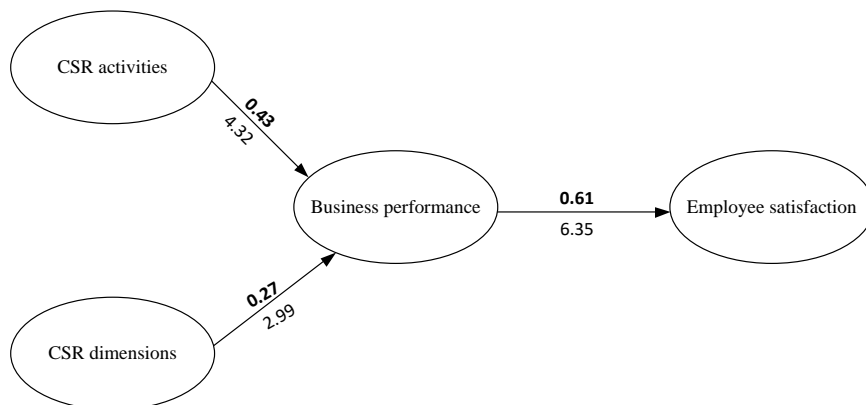 CSR activities
0.43
4.32
Business performance
0.61
6.35
Employee satisfaction
0.27
2.99
CSR dimensions